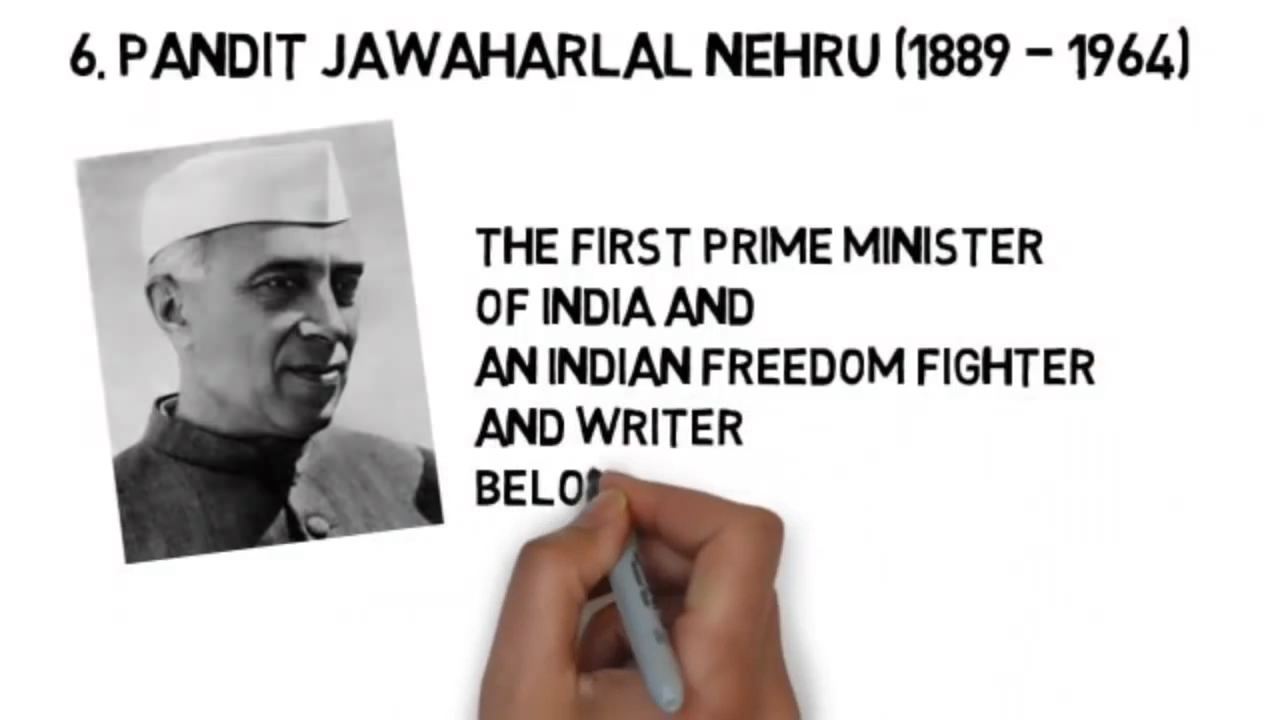 6. PANDIT JAWAHARLAL NEHRU (1889 - 1964)
THE FIRST PRIME MINISTER
OF INDIA AND
AN INDIAN FREEDOM FIGHTER
AND WRITER